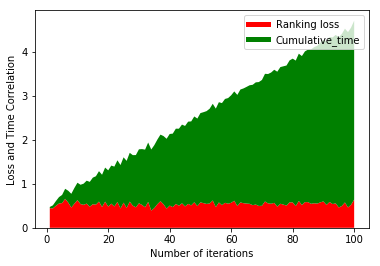 Ranking loss
Cumulative_time
Loss and Time Correlation
4
3
2
1
0
0 20 40 60 80 100
Number of iterations